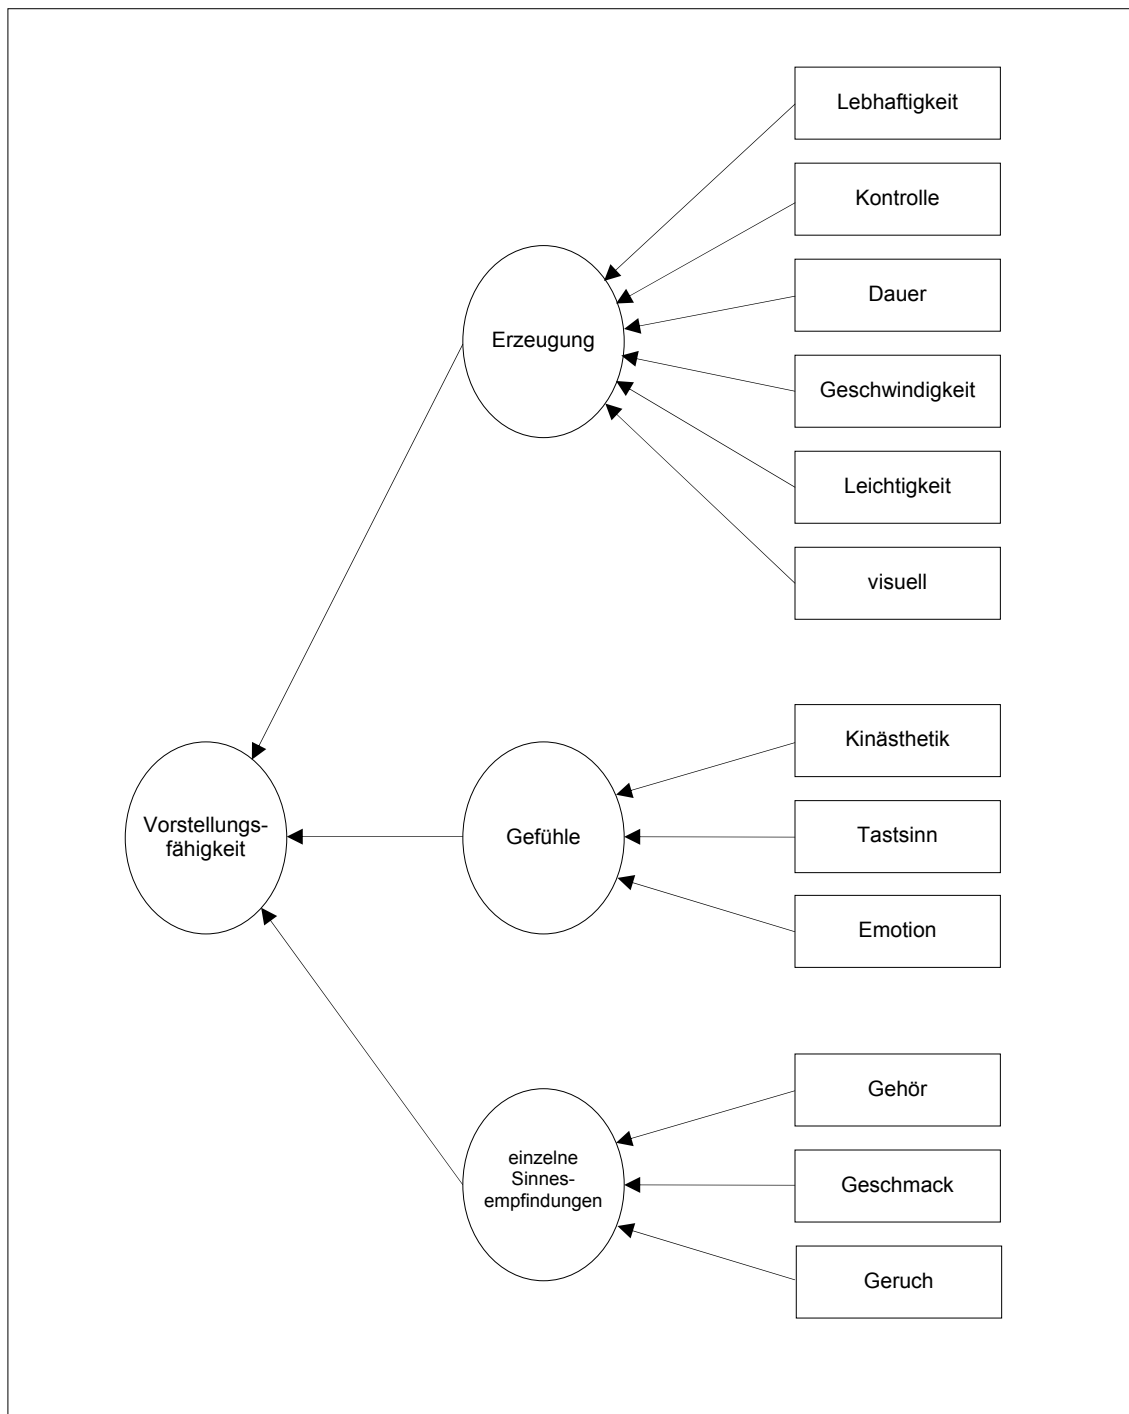 Lebhaftigkeit
Kontrolle
Dauer
Erzeugung
Geschwindigkeit
Leichtigkeit
visuell
Kinästhetik
Vorstellungs-
fähigkeit
Gefühle
Tastsinn
Emotion
Gehör
einzelne
Sinnes-
empfindungen
Geschmack
Geruch